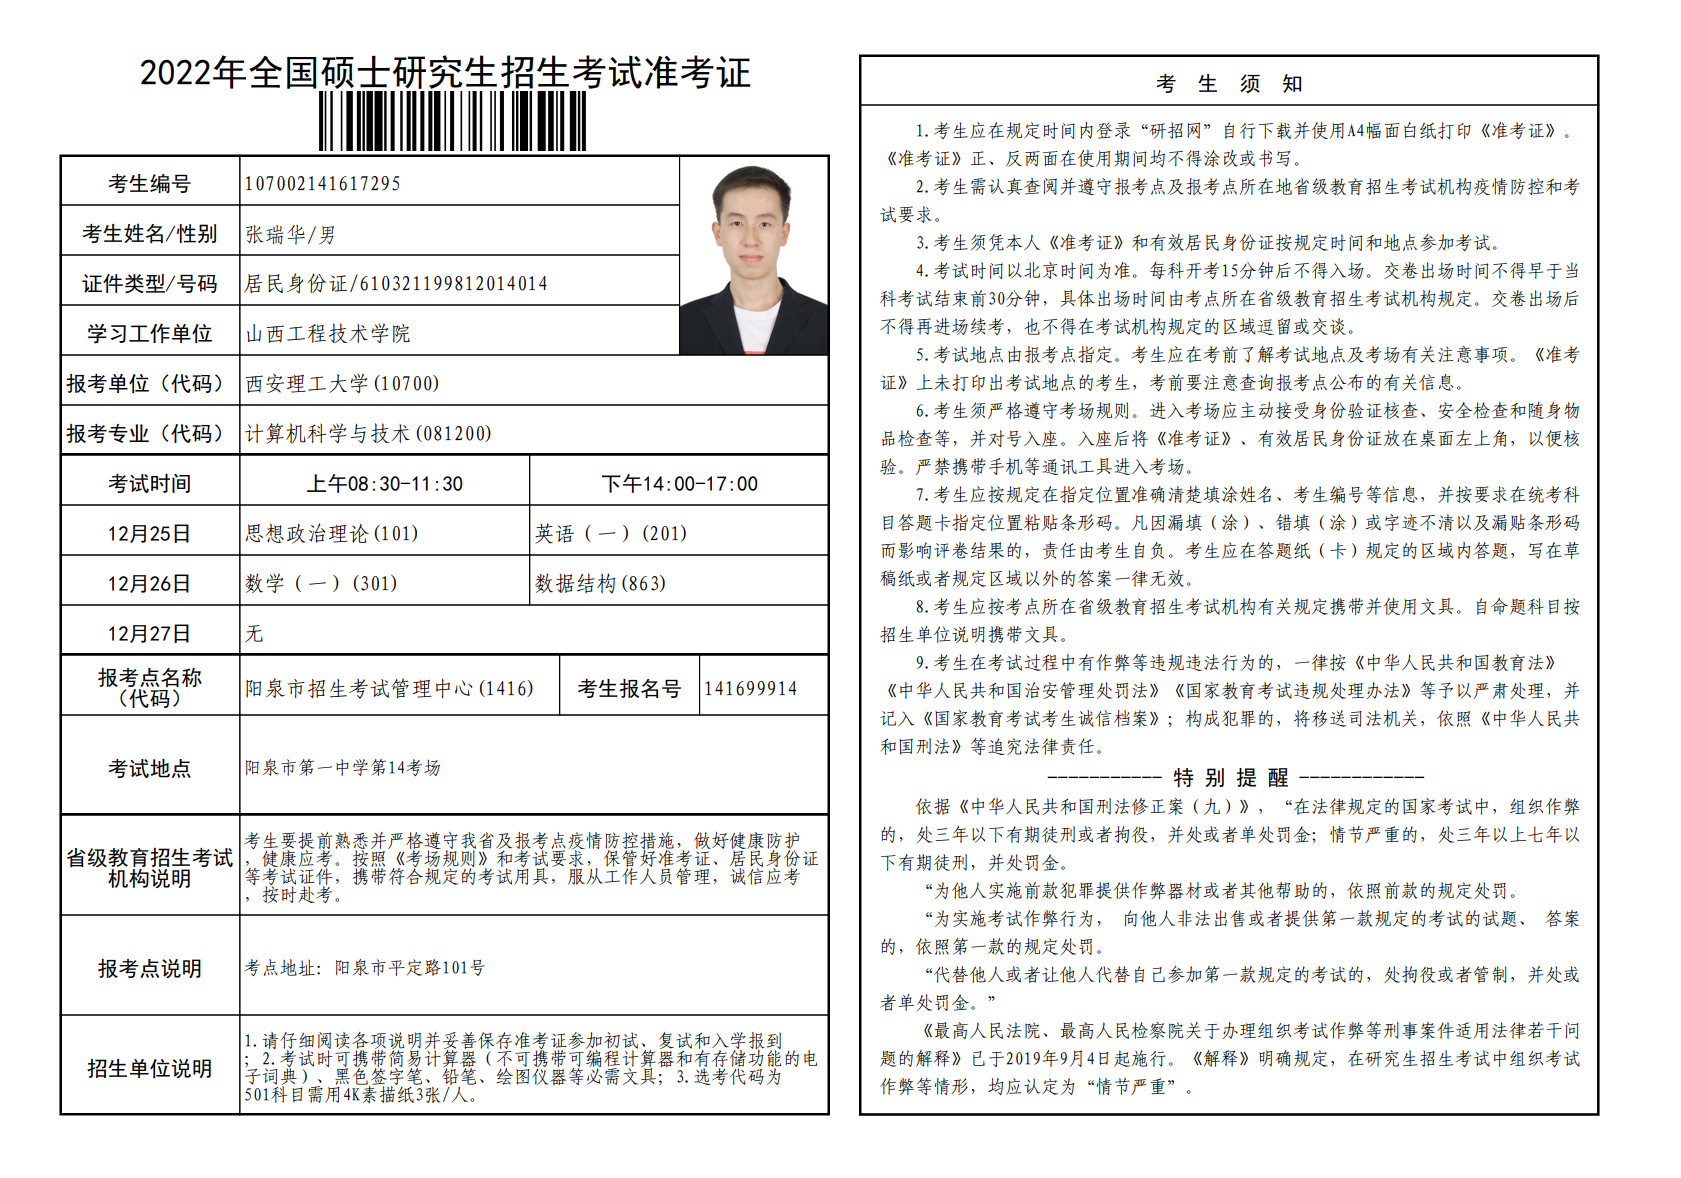 2022年全国硕士研究生招生考试准考证
考生编号 107002141617295
考生姓名/性别 张瑞华/男
证件类型/号码 居民身份证/610321199812014014
学习工作单位 山西工程技术学院
报考单位（代码） 西安理工大学(10700)
报考专业（代码） 计算机科学与技术(081200)
考试时间 上午08:30-11:30 下午14:00-17:00
12月25日 思想政治理论(101) 英语（一）(201)
12月26日 数学（一）(301) 数据结构(863)
12月27日 无
报考点名称
（代码） 阳泉市招生考试管理中心(1416) 考生报名号 141699914
考试地点 阳泉市第一中学第14考场
省级教育招生考试
机构说明
考生要提前熟悉并严格遵守我省及报考点疫情防控措施，做好健康防护
，健康应考。按照《考场规则》和考试要求，保管好准考证、居民身份证
等考试证件，携带符合规定的考试用具，服从工作人员管理，诚信应考
，按时赴考。
报考点说明 考点地址：阳泉市平定路101号
招生单位说明
1.请仔细阅读各项说明并妥善保存准考证参加初试、复试和入学报到
；2.考试时可携带简易计算器（不可携带可编程计算器和有存储功能的电
子词典）、黑色签字笔、铅笔、绘图仪器等必需文具；3.选考代码为
501科目需用4K素描纸3张/人。
考 生 须 知
1.考生应在规定时间内登录“研招网”自行下载并使用A4幅面白纸打印《准考证》。
《准考证》正、反两面在使用期间均不得涂改或书写。
2.考生需认真查阅并遵守报考点及报考点所在地省级教育招生考试机构疫情防控和考
试要求。
3.考生须凭本人《准考证》和有效居民身份证按规定时间和地点参加考试。
4.考试时间以北京时间为准。每科开考15分钟后不得入场。交卷出场时间不得早于当
科考试结束前30分钟，具体出场时间由考点所在省级教育招生考试机构规定。交卷出场后
不得再进场续考，也不得在考试机构规定的区域逗留或交谈。
5.考试地点由报考点指定。考生应在考前了解考试地点及考场有关注意事项。《准考
证》上未打印出考试地点的考生，考前要注意查询报考点公布的有关信息。
6.考生须严格遵守考场规则。进入考场应主动接受身份验证核查、安全检查和随身物
品检查等，并对号入座。入座后将《准考证》、有效居民身份证放在桌面左上角，以便核
验。严禁携带手机等通讯工具进入考场。
7.考生应按规定在指定位置准确清楚填涂姓名、考生编号等信息，并按要求在统考科
目答题卡指定位置粘贴条形码。凡因漏填（涂）、错填（涂）或字迹不清以及漏贴条形码
而影响评卷结果的，责任由考生自负。考生应在答题纸（卡）规定的区域内答题，写在草
稿纸或者规定区域以外的答案一律无效。
8.考生应按考点所在省级教育招生考试机构有关规定携带并使用文具。自命题科目按
招生单位说明携带文具。
9.考生在考试过程中有作弊等违规违法行为的，一律按《中华人民共和国教育法》
《中华人民共和国治安管理处罚法》《国家教育考试违规处理办法》等予以严肃处理，并
记入《国家教育考试考生诚信档案》；构成犯罪的，将移送司法机关，依照《中华人民共
和国刑法》等追究法律责任。
----------- 特 别 提 醒 ------------
依据《中华人民共和国刑法修正案（九）》，“在法律规定的国家考试中，组织作弊
的，处三年以下有期徒刑或者拘役，并处或者单处罚金；情节严重的，处三年以上七年以
下有期徒刑，并处罚金。
“为他人实施前款犯罪提供作弊器材或者其他帮助的，依照前款的规定处罚。
“为实施考试作弊行为， 向他人非法出售或者提供第一款规定的考试的试题、 答案
的，依照第一款的规定处罚。
“代替他人或者让他人代替自己参加第一款规定的考试的，处拘役或者管制，并处或
者单处罚金。”
《最高人民法院、最高人民检察院关于办理组织考试作弊等刑事案件适用法律若干问
题的解释》已于2019年9月4日起施行。《解释》明确规定，在研究生招生考试中组织考试
作弊等情形，均应认定为“情节严重”。